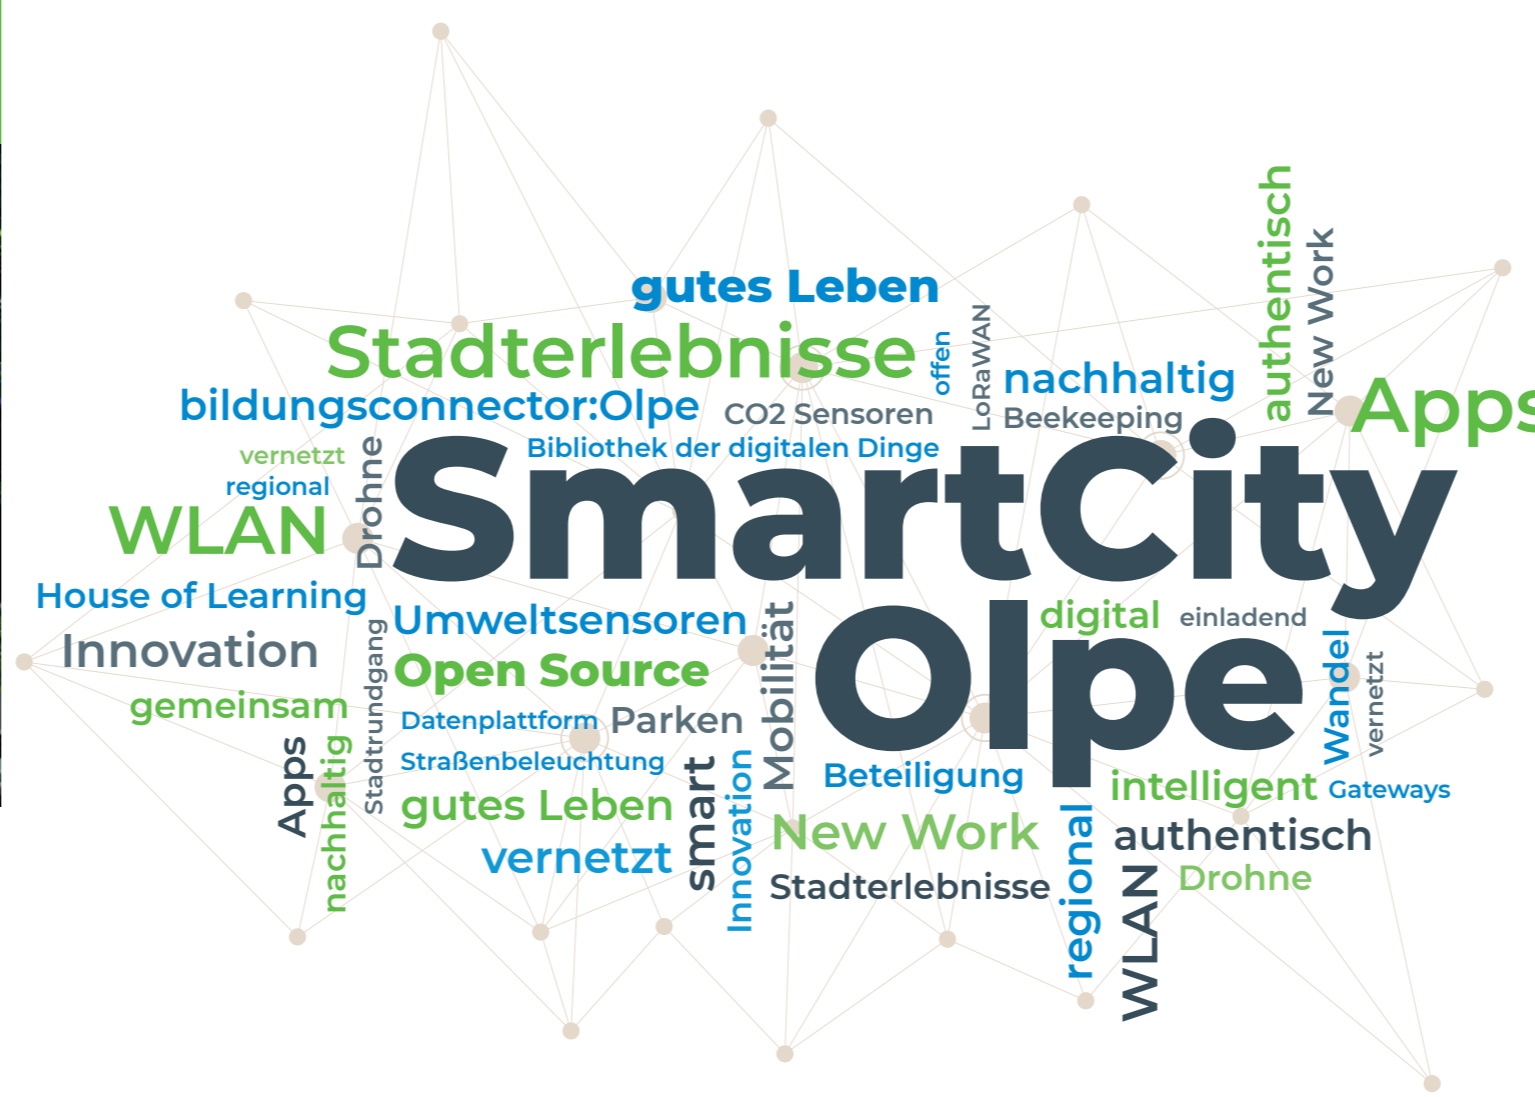 authentisch
New Work
gutes Leben
Stadterlebnisse
offen
LoRaWAN
nachhaltig
Apps
bildungsconnector:Olpe
CO2 Sensoren
Beekeeping
vernetzt
Drohne
Bibliothek der digitalen Dinge
regional
WLAN
SmartCity
House of Learning
Umweltsensoren
Mobilität
Olpe
digital
einladend
Innovation
Stadtrundgang
Open Source
Wandel
vernetzt
gemeinsam
Datenplattform
Parken
Apps
nachhaltig
Straßenbeleuchtung
smart
Innovation
Beteiligung
intelligent
Gateways
gutes Leben
New Work
regional
authentisch
vernetzt
Stadterlebnisse
WLAN
Drohne